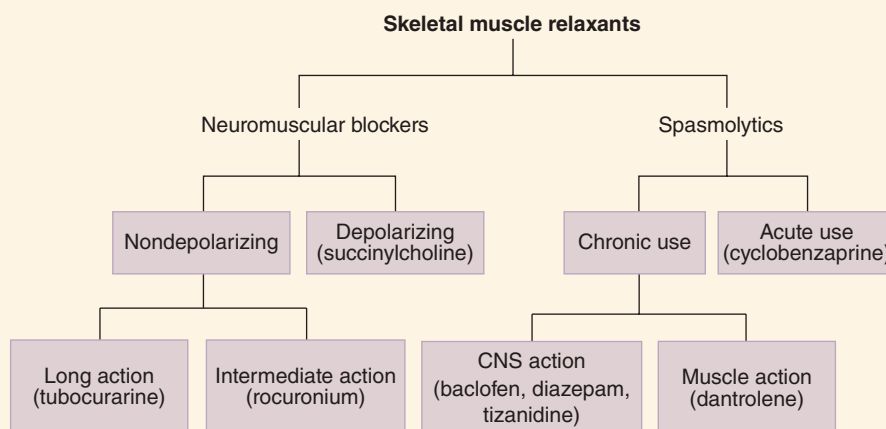 Skeletal muscle relaxants
Neuromuscular blockers
Spasmolytics
Nondepolarizing
Depolarizing
(succinylcholine)
Chronic use
Acute use
(cyclobenzaprine)
Long action
(tubocurarine)
Intermediate action
(rocuronium)
CNS action
(baclofen, diazepam,
tizanidine)
Muscle action
(dantrolene)